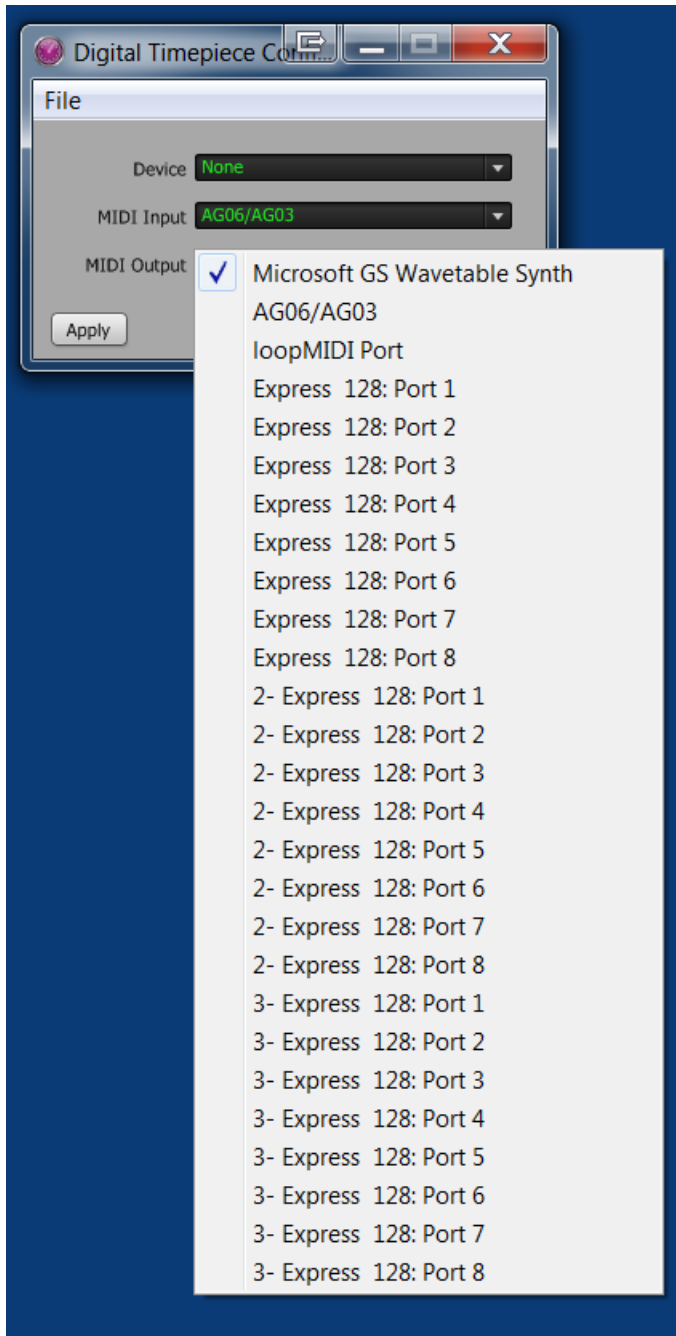 Digital Timepiece Conn...
File
Device None
MIDI Input AG06/AG03
MIDI Output
Microsoft GS Wavetable Synth
AG06/AG03
loopMIDI Port
Express  128: Port 1
Express  128: Port 2
Express  128: Port 3
Express  128: Port 4
Express  128: Port 5
Express  128: Port 6
Express  128: Port 7
Express  128: Port 8
2- Express  128: Port 1
2- Express  128: Port 2
2- Express  128: Port 3
2- Express  128: Port 4
2- Express  128: Port 5
2- Express  128: Port 6
2- Express  128: Port 7
2- Express  128: Port 8
3- Express  128: Port 1
3- Express  128: Port 2
3- Express  128: Port 3
3- Express  128: Port 4
3- Express  128: Port 5
3- Express  128: Port 6
3- Express  128: Port 7
3- Express  128: Port 8
Apply